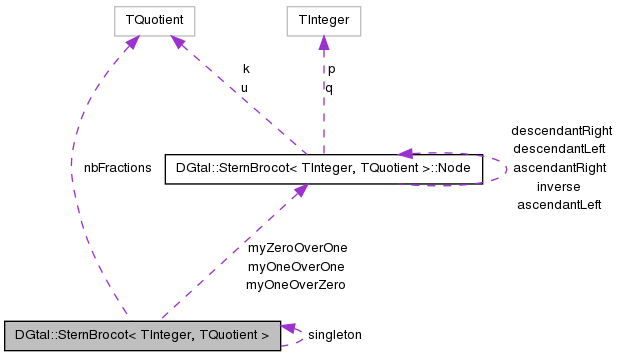 TQuotient
TInteger
k
u
p
q
descendantRight
descendantLeft
ascendantRight
inverse
ascendantLeft
nbFractions
DGtal::SternBrocot< TInteger, TQuotient >::Node
myZeroOverOne
myOneOverOne
myOneOverZero
DGtal::SternBrocot< TInteger, TQuotient >
singleton